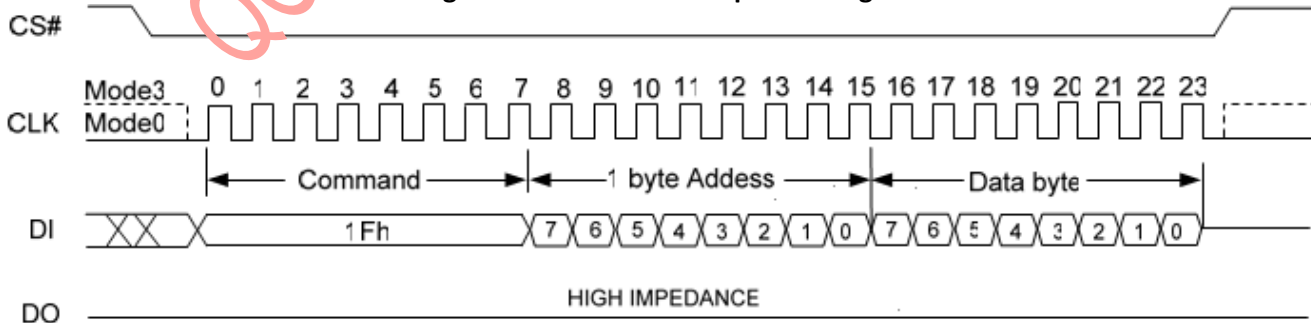 CS#
Mode3 0 1 2 3 4 5 6 7 8 9 10 11 12 13 14 15 16 17 18 19 20 21 22 23
CLK Mode0
Command 1 byte Addess Data byte
DI 1Fh 7 6 5 4 3 2 1 0 7 6 5 4 3 2 1 0
HIGH IMPEDANCE
DO